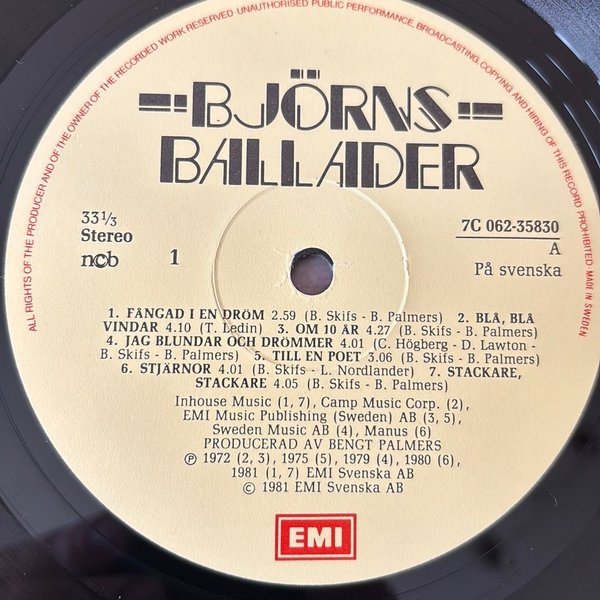 ALL RIGHTS OF THE PRODUCER AND OF THE OWNER OF THE RECORDED WORK RESERVED·UNAUTHORISED PUBLIC PERFORMANCE, BROADCASTING, COPYING AND HIRING OF THIS RECORD PROHIBITED MADE IN SWEDEN
BJÖRNS
BALLADER
33 1/3
Stereo
ncb
1
7C 062-35830
A
På svenska
1. FÅNGAD I EN DRÖM 2.59 (B. Skifs - B. Palmers) 2. BLÅ, BLÅ
VINDAR 4.10 (T. Ledin) 3. OM 10 ÅR 4.27 (B. Skifs - B. Palmers)
4. JAG BLUNDAR OCH DRÖMMER 4.01 (C. Högberg - D. Lawton -
B. Skifs - B. Palmers) 5. TILL EN POET 3.06 (B. Skifs - B. Palmers)
6. STJÄRNOR 4.01 (B. Skifs - L. Nordlander) 7. STACKARE,
STACKARE 4.05 (B. Skifs - B. Palmers)
Inhouse Music (1, 7), Camp Music Corp. (2),
EMI Music Publishing (Sweden) AB (3, 5),
Sweden Music AB (4), Manus (6)
PRODUCERAD AV BENGT PALMERS
℗ 1972 (2, 3), 1975 (5), 1979 (4), 1980 (6),
1981 (1, 7) EMI Svenska AB
© 1981 EMI Svenska AB
EMI